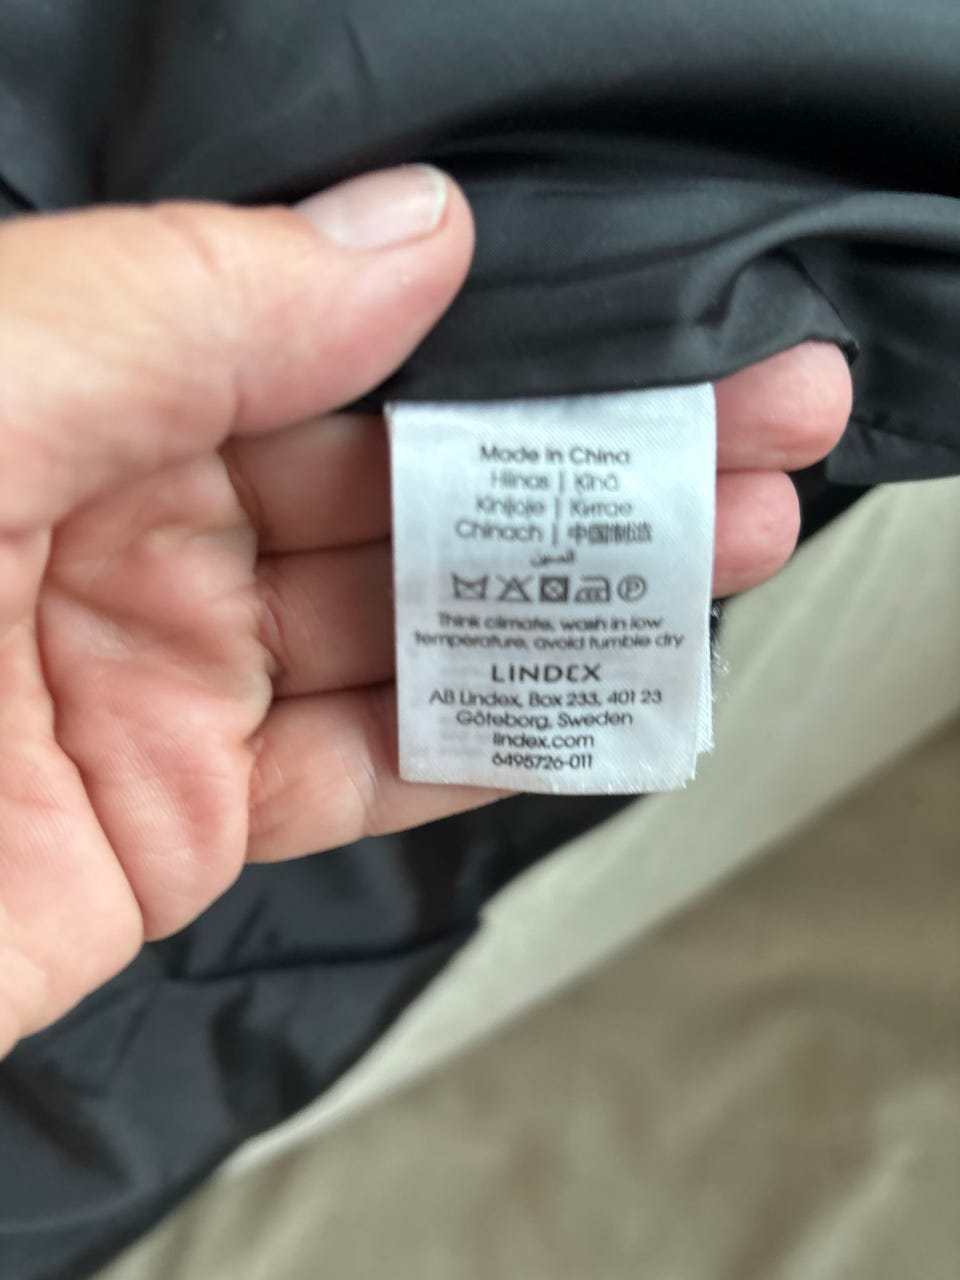 Made in China
Hiinas | Ķīnā
Kinijoje | Китае
Chinach | 中国制造
الصين
P
Think climate, wash in low
temperature, avoid tumble dry
LINDEX
AB Lindex, Box 233, 401 23
Göteborg, Sweden
lindex.com
6495726-011